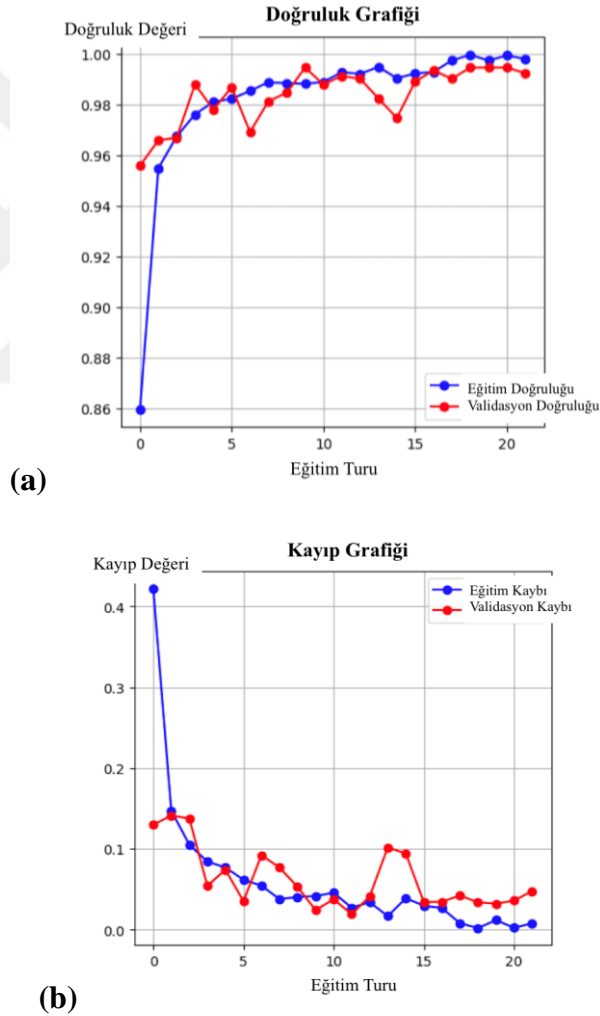 Doğruluk Grafiği
Doğruluk Değeri
1.00
0.98
0.96
0.94
0.92
0.90
0.88
0.86
Eğitim Doğruluğu
Validasyon Doğruluğu
0 5 10 15 20
Eğitim Turu
(a)
Kayıp Grafiği
Kayıp Değeri
Eğitim Kaybı
Validasyon Kaybı
0.4
0.3
0.2
0.1
0.0
0 5 10 15 20
Eğitim Turu
(b)